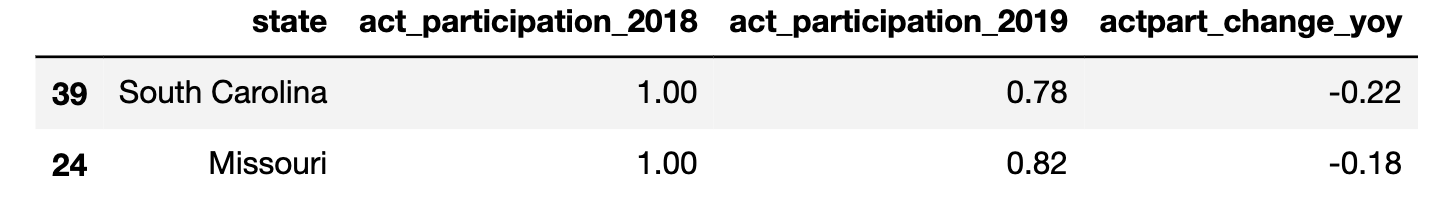 state act_participation_2018 act_participation_2019 actpart_change_yoy
39 South Carolina 1.00 0.78 -0.22
24 Missouri 1.00 0.82 -0.18